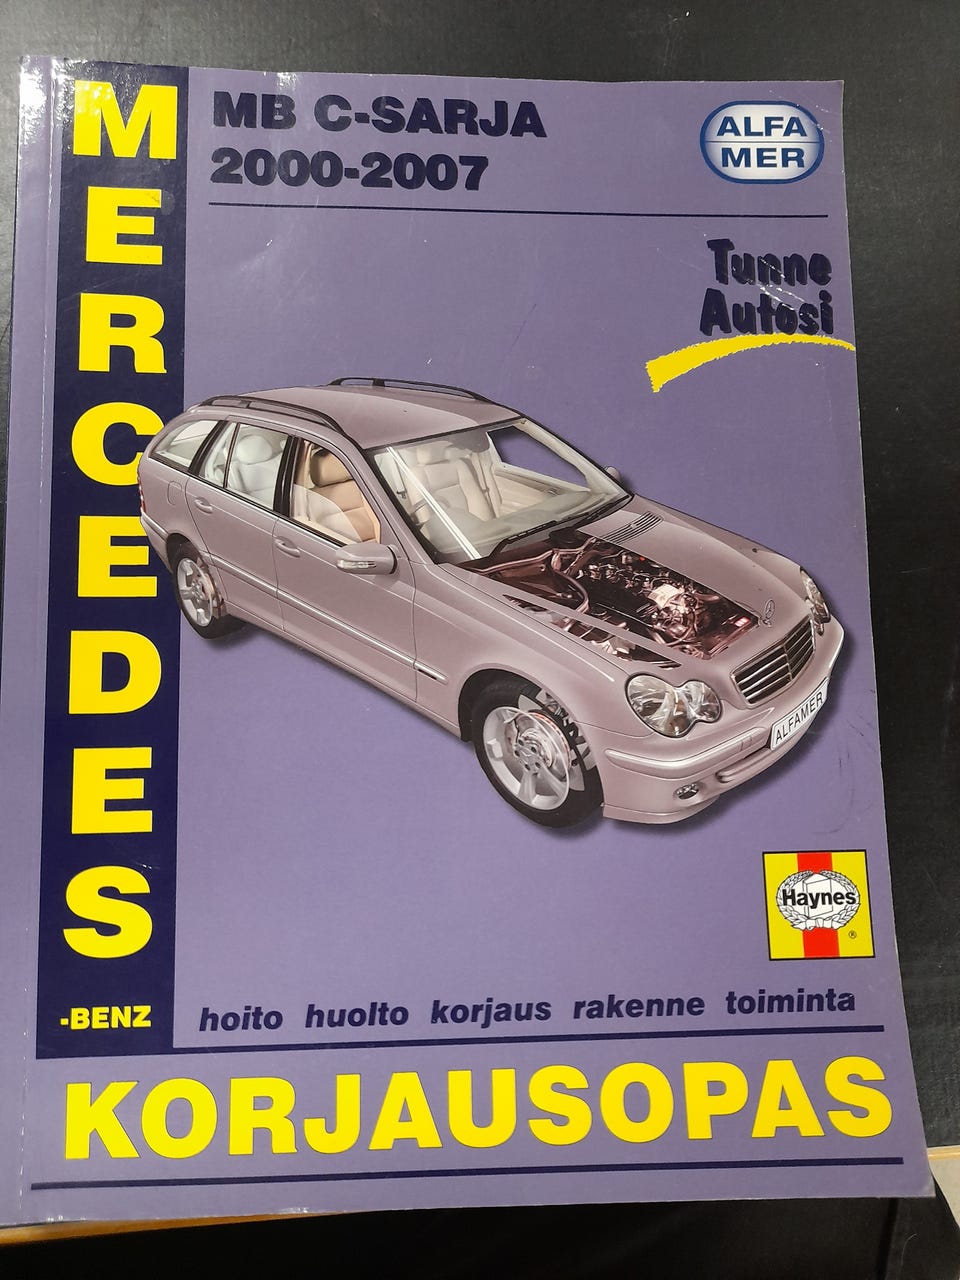 MERCEDES
-BENZ
MB C-SARJA
2000-2007
ALFA
MER
Tunne
Autosi
ALFAMER
Haynes
®
hoito huolto korjaus rakenne toiminta
KORJAUSOPAS